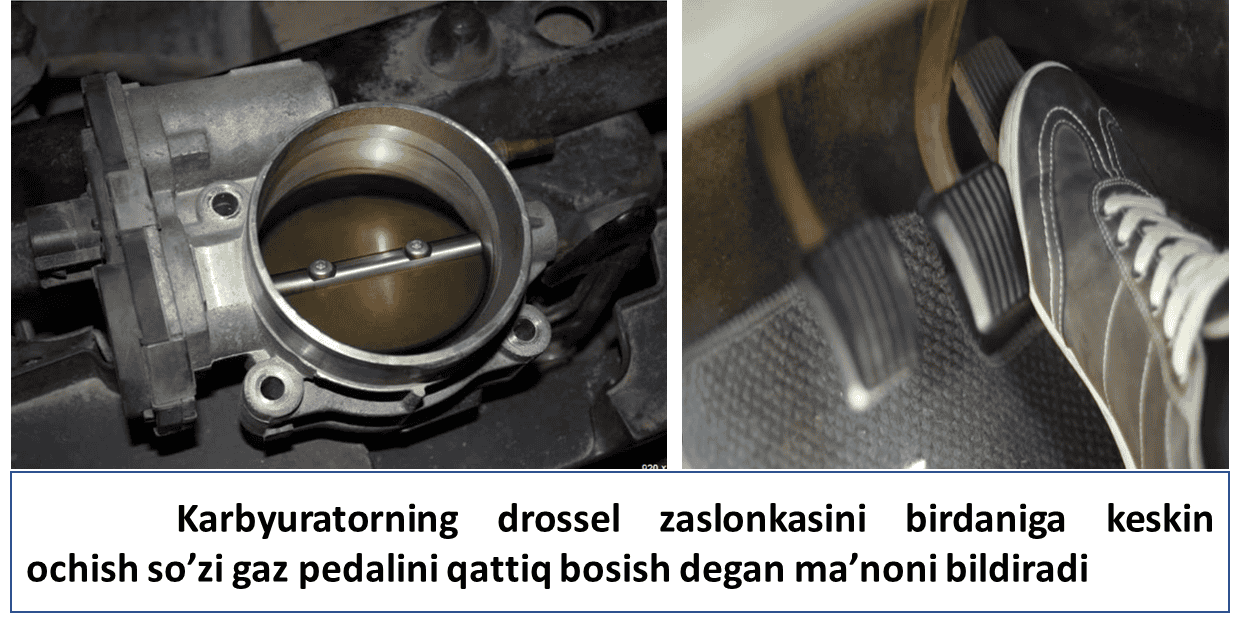 Karbyuratorning drossel zaslonkasini birdaniga keskin
ochish so’zi gaz pedalini qattiq bosish degan ma’noni bildiradi